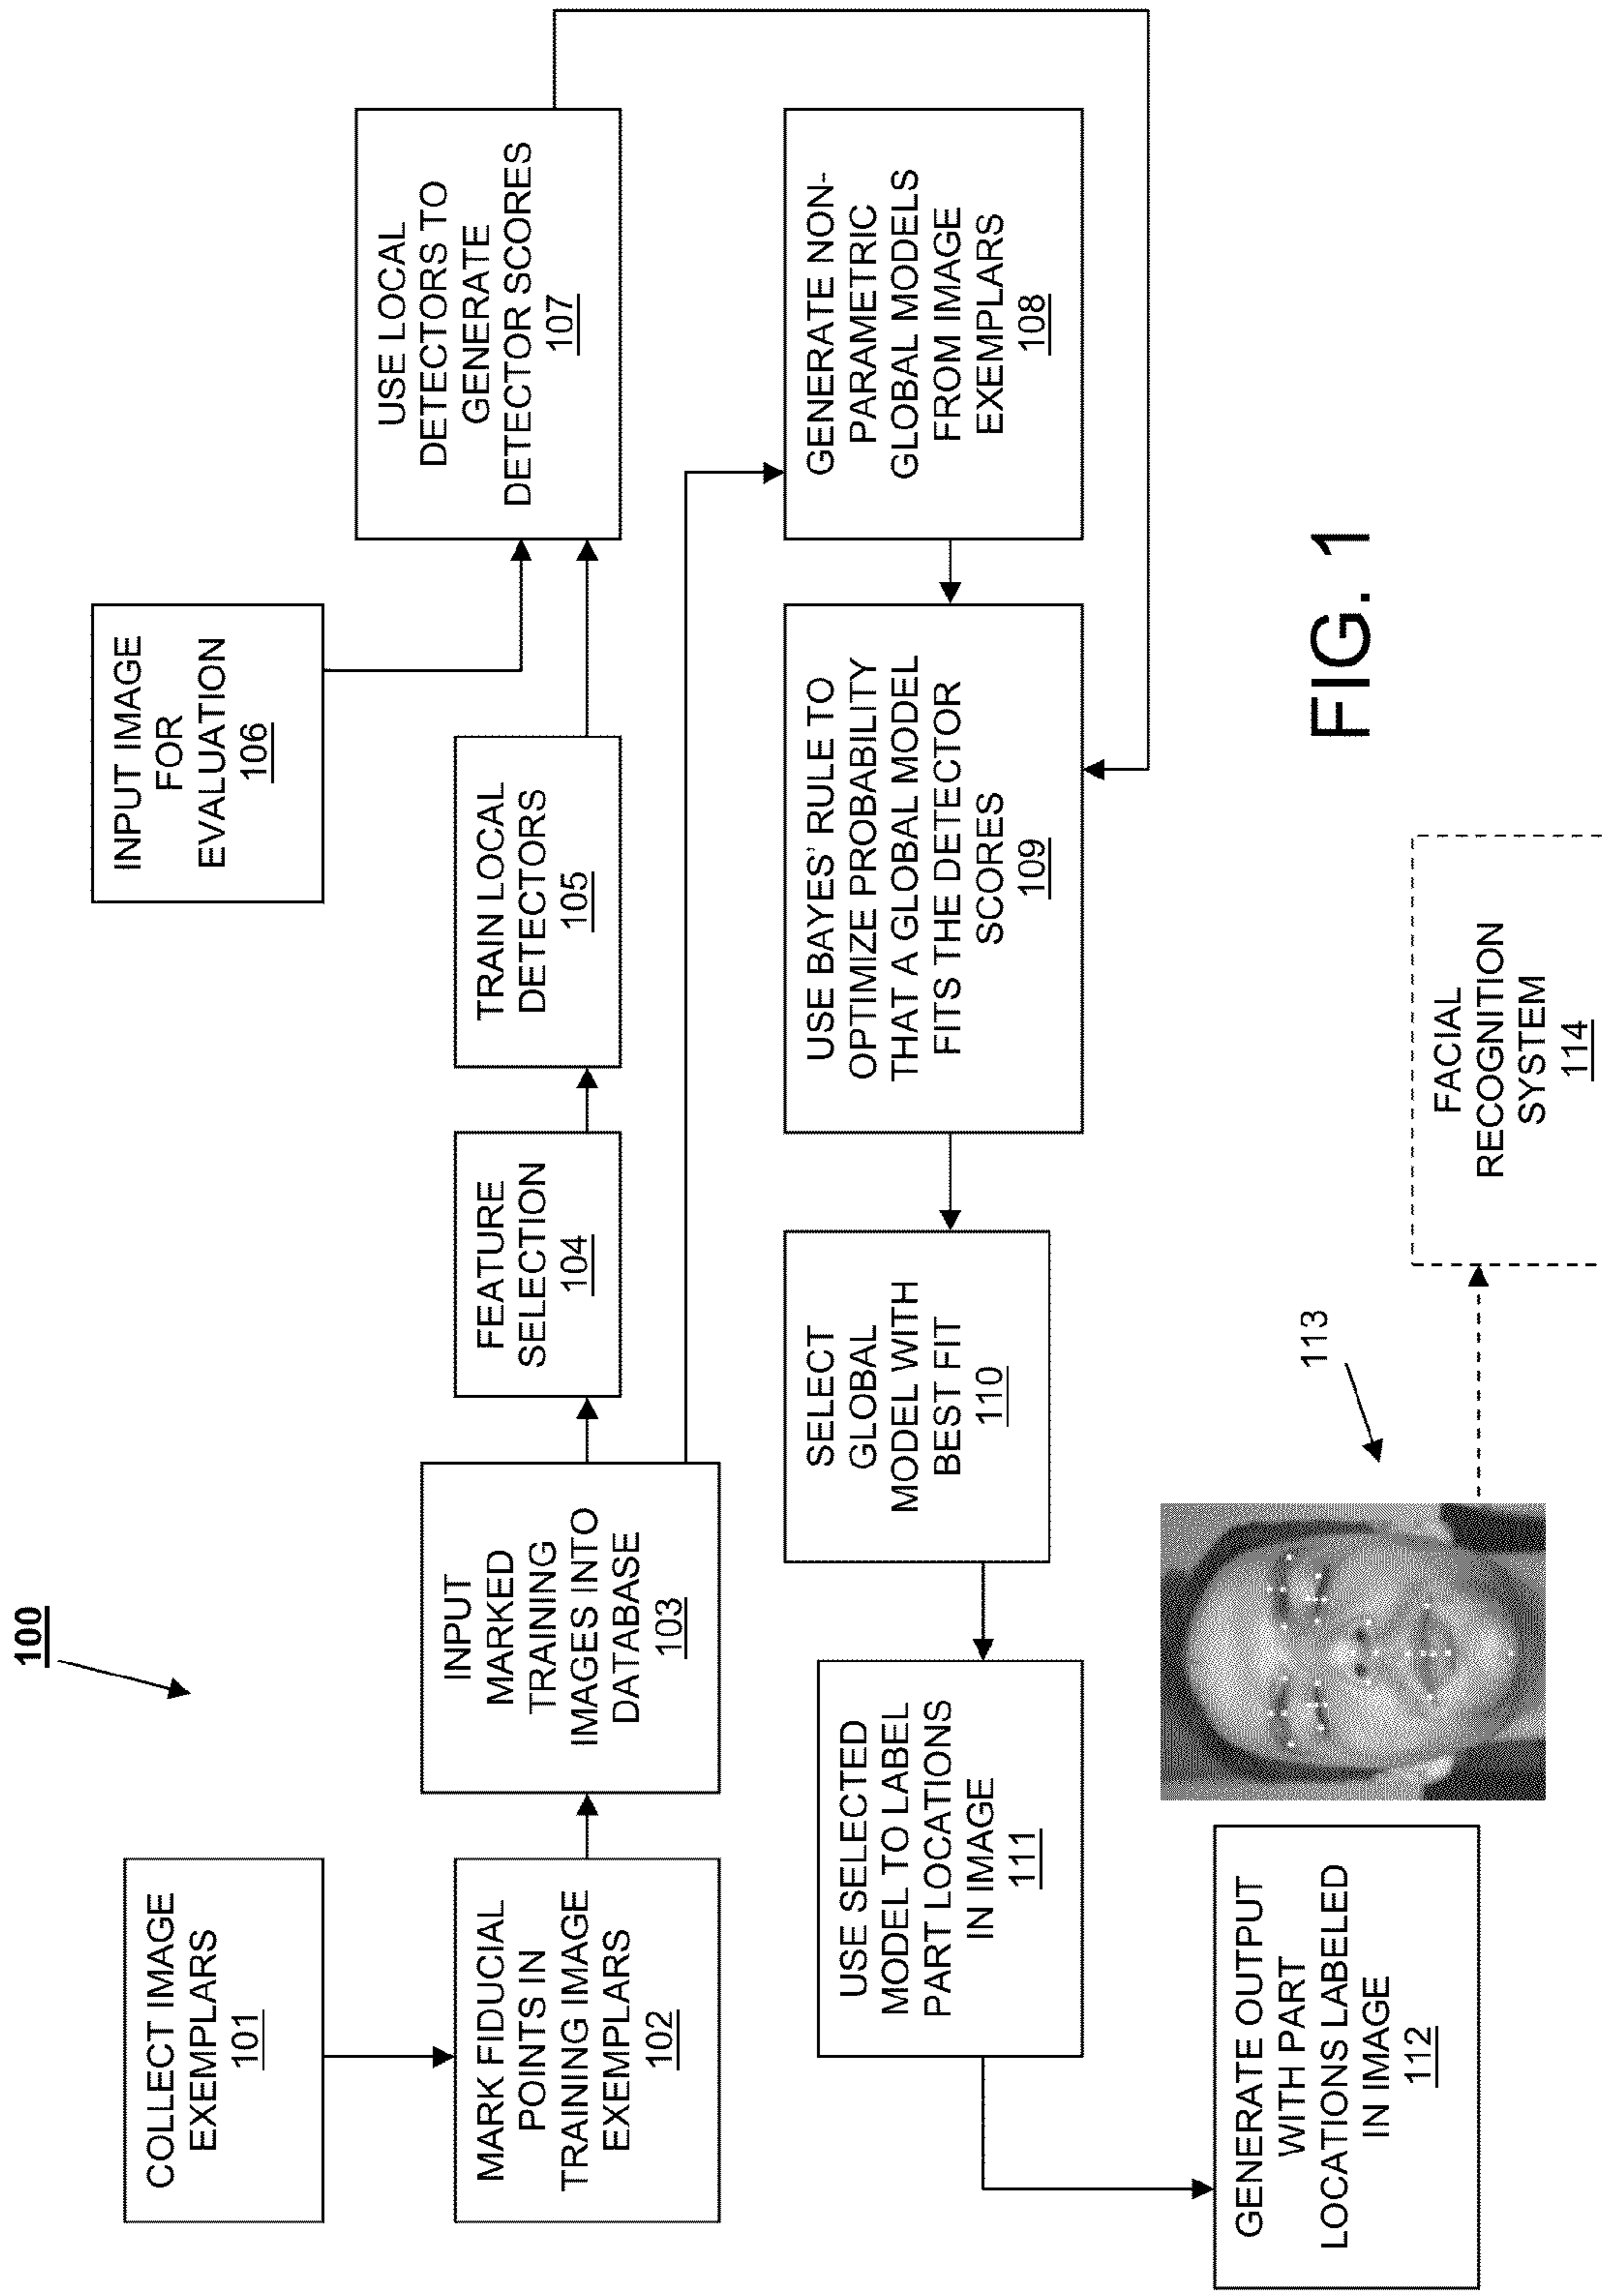 100
COLLECT IMAGE
EXEMPLARS
101
MARK FIDUCIAL
POINTS IN
TRAINING IMAGE
EXEMPLARS
102
INPUT
MARKED
TRAINING
IMAGES INTO
DATABASE
103
FEATURE
SELECTION
104
TRAIN LOCAL
DETECTORS
105
INPUT IMAGE
FOR
EVALUATION
106
USE LOCAL
DETECTORS TO
GENERATE
DETECTOR SCORES
107
GENERATE NON-
PARAMETRIC
GLOBAL MODELS
FROM IMAGE
EXEMPLARS
108
USE BAYES' RULE TO
OPTIMIZE PROBABILITY
THAT A GLOBAL MODEL
FITS THE DETECTOR
SCORES
109
SELECT
GLOBAL
MODEL WITH
BEST FIT
110
USE SELECTED
MODEL TO LABEL
PART LOCATIONS
IN IMAGE
111
GENERATE OUTPUT
WITH PART
LOCATIONS LABELED
IN IMAGE
112
113
FACIAL
RECOGNITION
SYSTEM
114
FIG. 1